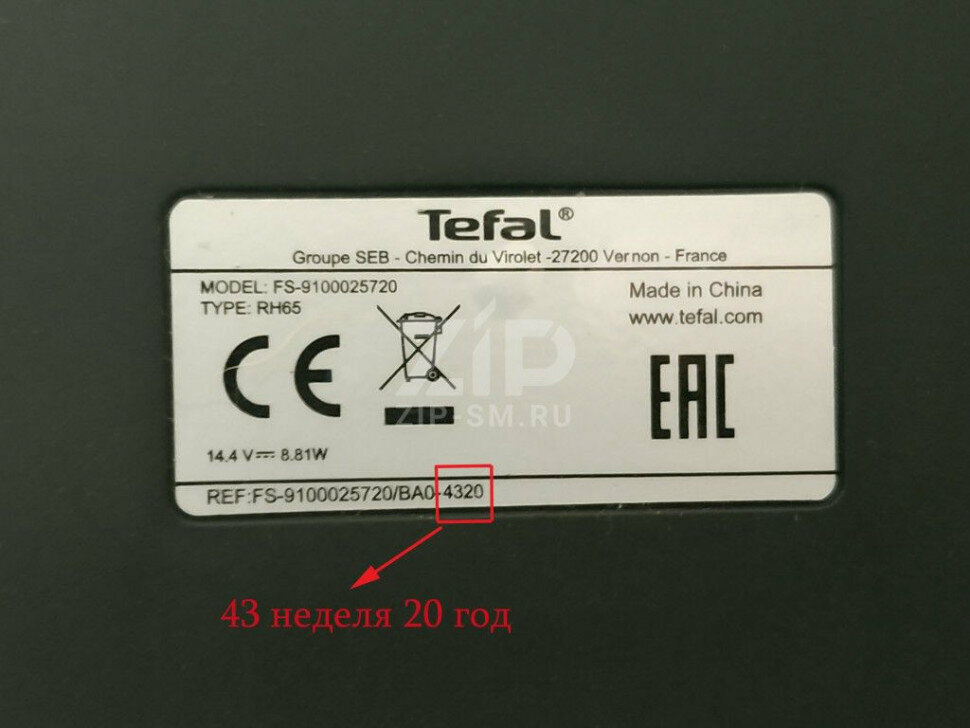 Tefal®
Groupe SEB - Chemin du Virolet -27200 Vernon - France
MODEL: FS-9100025720
TYPE: RH65
Made in China
www.tefal.com
CE
EAC
ZIP
ZIP-SM.RU
14.4 V⎓ 8.81W
REF:FS-9100025720/BA0-4320
43 неделя 20 год